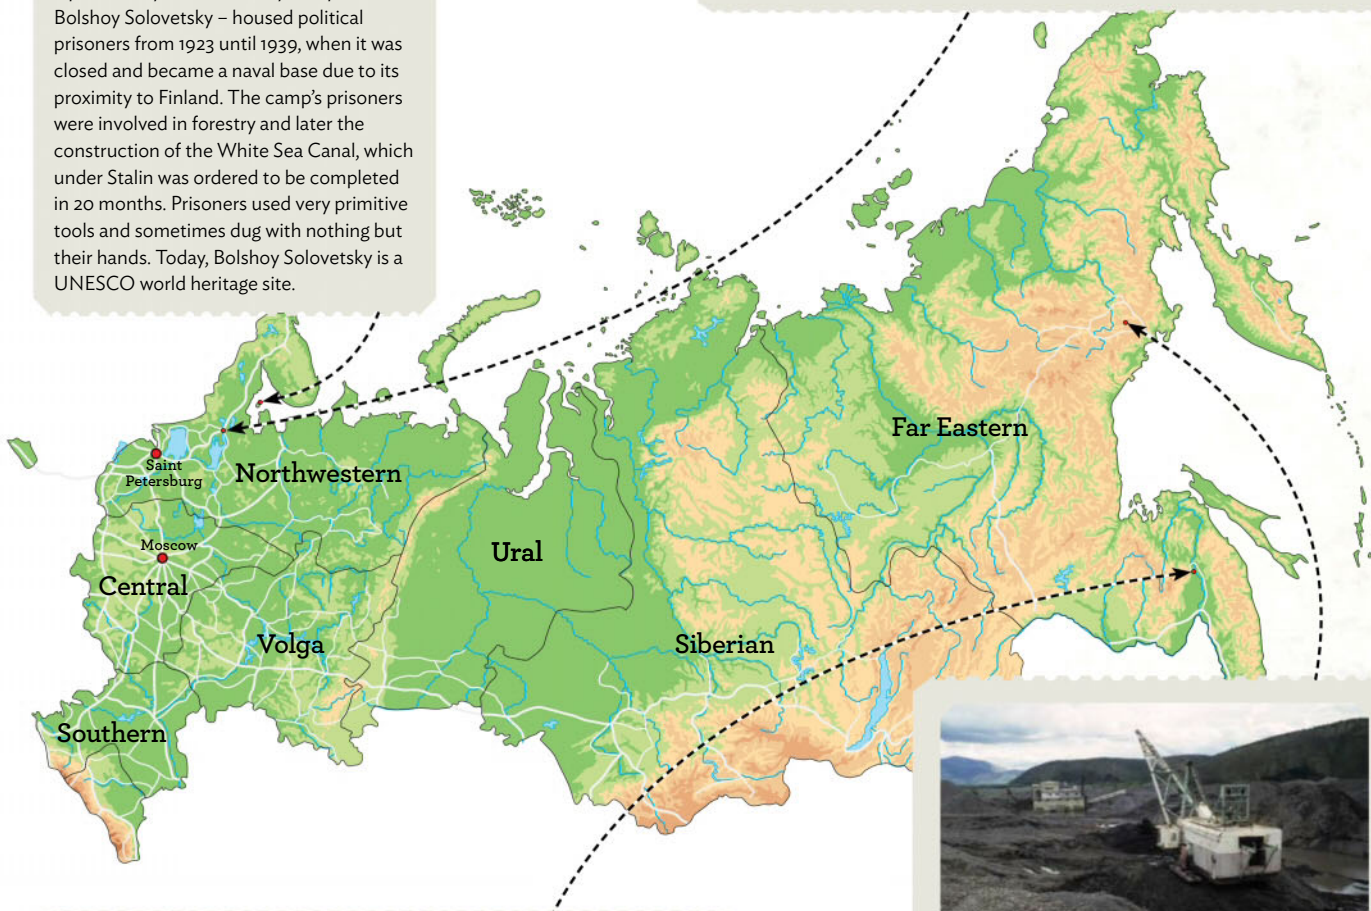 Bolshoy Solovetsky – housed political
prisoners from 1923 until 1939, when it was
closed and became a naval base due to its
proximity to Finland. The camp's prisoners
were involved in forestry and later the
construction of the White Sea Canal, which
under Stalin was ordered to be completed
in 20 months. Prisoners used very primitive
tools and sometimes dug with nothing but
their hands. Today, Bolshoy Solovetsky is a
UNESCO world heritage site.
Far Eastern
Saint
Petersburg
Northwestern
Moscow
Central
Ural
Volga
Siberian
Southern